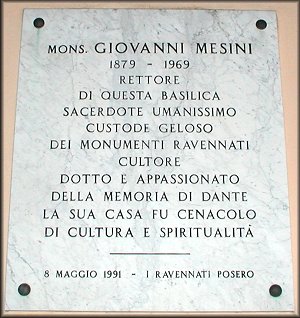 MONS. GIOVANNI MESINI
1879 - 1969
RETTORE
DI QUESTA BASILICA
SACERDOTE UMANISSIMO
CUSTODE GELOSO
DEI MONUMENTI RAVENNATI
CULTORE
DOTTO E APPASSIONATO
DELLA MEMORIA DI DANTE
LA SUA CASA FU CENACOLO
DI CULTURA E SPIRITUALITÀ
8 MAGGIO 1991 - I RAVENNATI POSERO